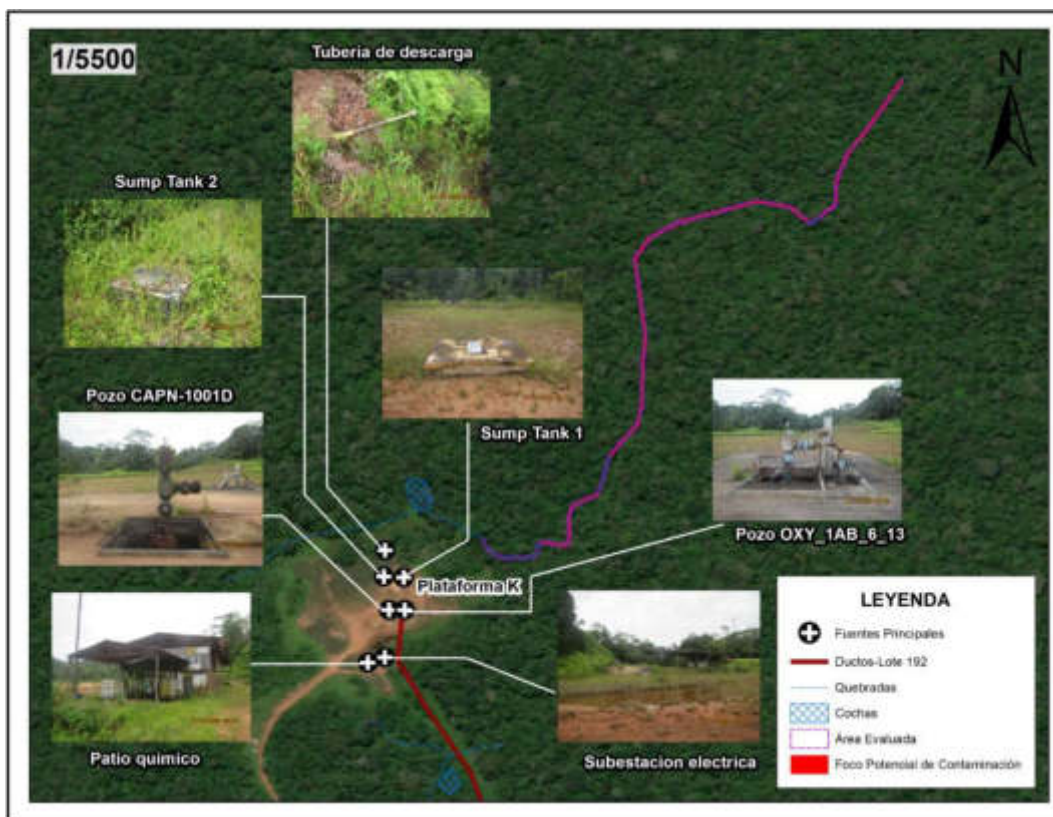 1/5500
Tuberia de descarga
N
Sump Tank 2
Pozo CAPN-1001D
Sump Tank 1
Pozo OXY_1AB_6_13
Plataforma K
Patio quimico
Subestacion electrica
LEYENDA
Fuentes Principales
Ductos-Lote 192
Quebradas
Cochas
Área Evaluada
Foco Potencial de Contaminación